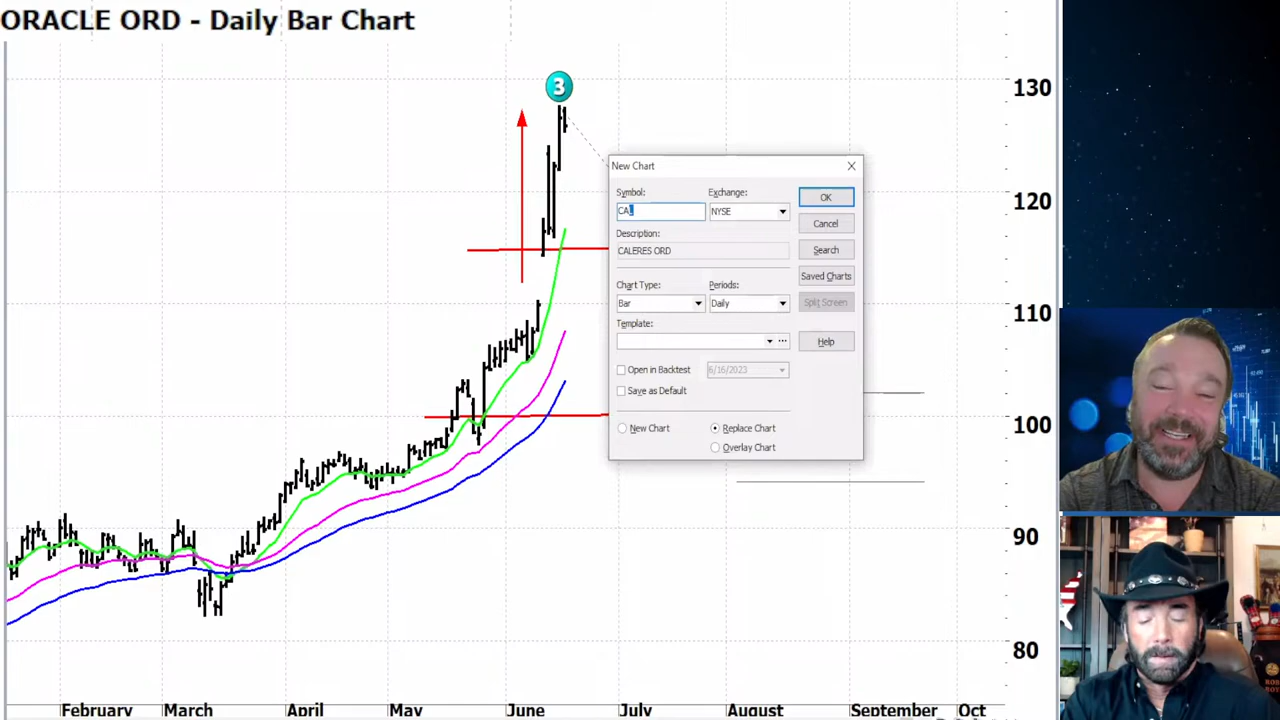 ORACLE ORD - Daily Bar Chart
3
130
120
110
100
90
80
New Chart
Symbol:
Exchange:
CAL
NYSE
OK
Cancel
Description:
CALERES ORD
Search
Saved Charts
Chart Type:
Periods:
Bar
Daily
Split Screen
Template:
Help
Open in Backtest
6/16/2023
Save as Default
New Chart
Replace Chart
Overlay Chart
February
March
April
May
June
July
August
September
Oct